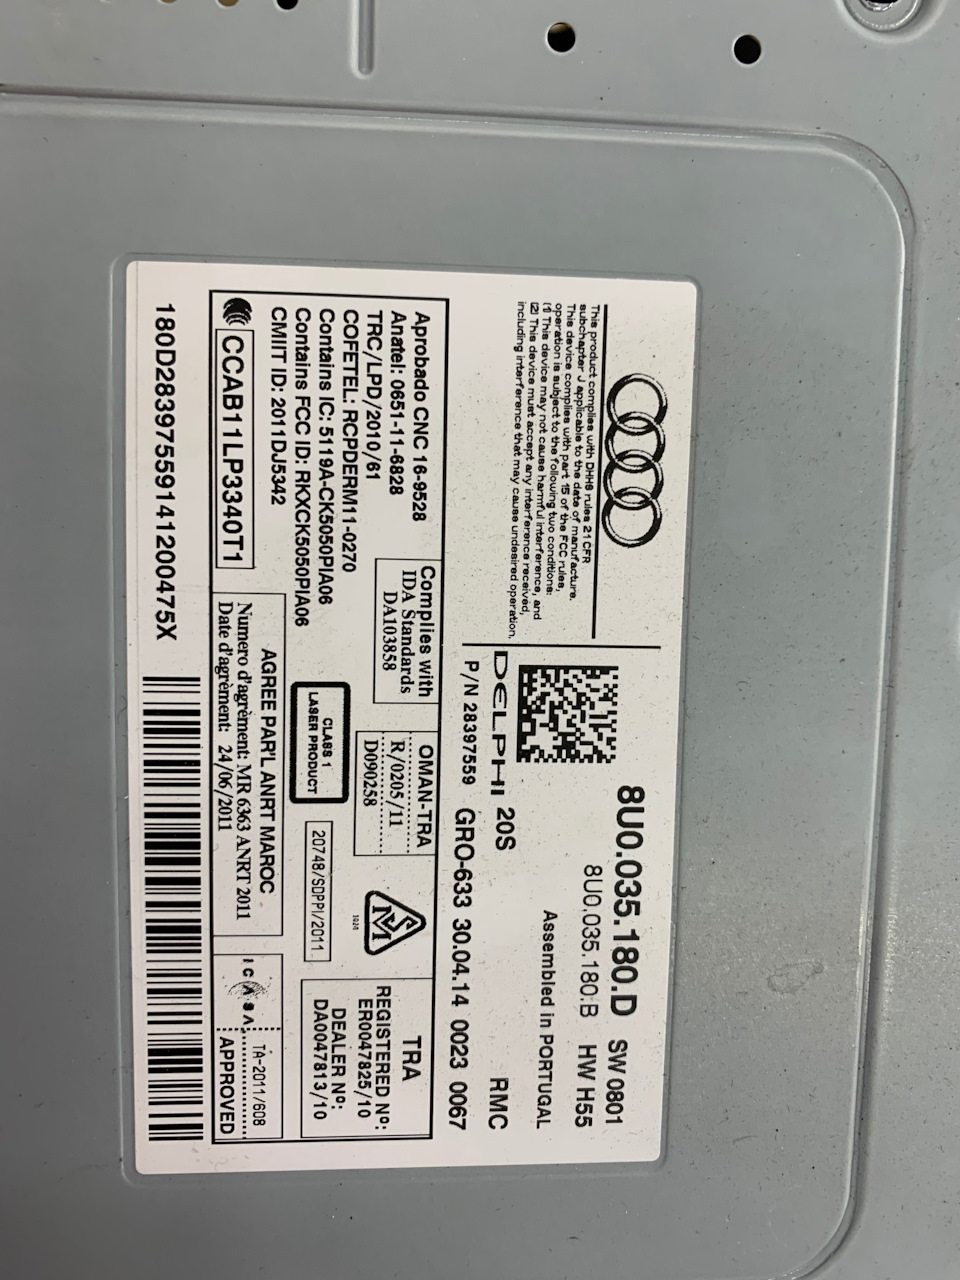 This product complies with DHHS rules 21 CFR
subchapter J applicable to the date of manufacture.
This device complies with part 15 of the FCC rules,
operation is subject to the following two conditions:
(1) This device may not cause harmful interference, and
(2) This device must accept any interference received,
including interference that may cause undesired operation.
8U0.035.180.D SW 0801
8U0.035.180.B HW H55
Assembled in PORTUGAL
DELPHI 20S RMC
P/N 28397559 GRO-633 30.04.14 0023 0067
Aprobado CNC 16-9528
Anatel: 0651-11-6828
TRC/LPD/2010/61
COFETEL: RCPDERM11-0270
Contains IC: 5119A-CK5050PIA06
Contains FCC ID: RKXCK5050PIA06
CMIIT ID: 2011DJ5342
CCAB11LP3340T1
Complies with
IDA Standards
DA103858
OMAN-TRA
R/0205/11
D090258
CLASS 1
LASER PRODUCT
20748/SDPPI/2011
TRA
REGISTERED Nº:
ER0047825/10
DEALER Nº:
DA0047813/10
AGREE PAR'L ANRT MAROC
Numero d'agrèment: MR 6363 ANRT 2011
Date d'agrèment: 24/06/2011
ICASA
TA-2011/608
APPROVED
180D28397559141200475X